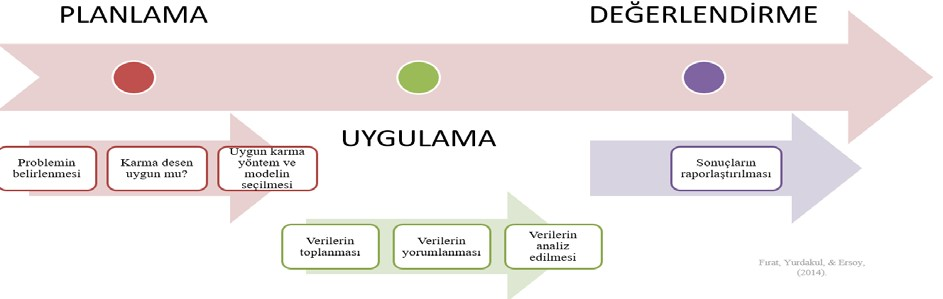 PLANLAMA
DEĞERLENDİRME
UYGULAMA
Problemin
belirlenmesi
Karma desen
uygun mu?
Uygun karma
yöntem ve
modelin
seçilmesi
Sonuçların
raporlaştırılması
Verilerin
toplanması
Verilerin
yorumlanması
Verilerin
analiz
edilmesi
Fırat, Yurdakul, & Ersoy,
(2014).